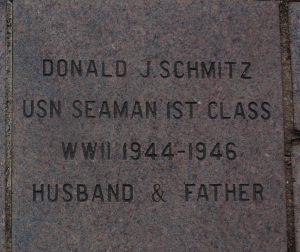 DONALD J. SCHMITZ
USN SEAMAN 1ST CLASS
WWII 1944-1946
HUSBAND & FATHER